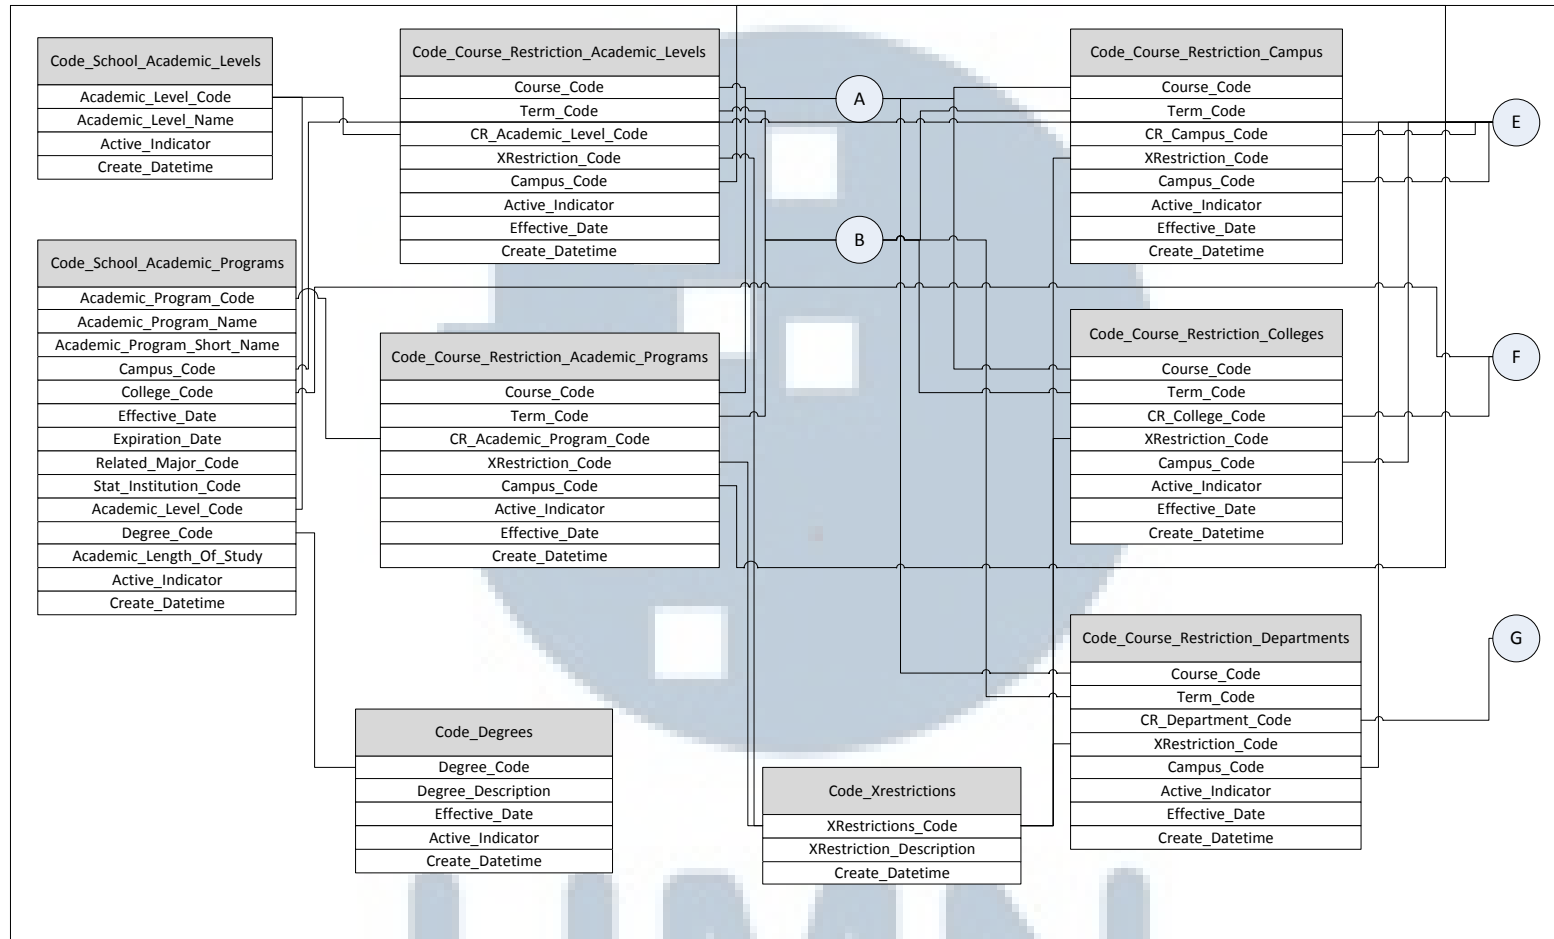 Code_School_Academic_Levels
Academic_Level_Code
Academic_Level_Name
Active_Indicator
Create_Datetime
Code_School_Academic_Programs
Academic_Program_Code
Academic_Program_Name
Academic_Program_Short_Name
Campus_Code
College_Code
Effective_Date
Expiration_Date
Related_Major_Code
Stat_Institution_Code
Academic_Level_Code
Degree_Code
Academic_Length_Of_Study
Active_Indicator
Create_Datetime
Code_Course_Restriction_Academic_Levels
Course_Code
Term_Code
CR_Academic_Level_Code
XRestriction_Code
Campus_Code
Active_Indicator
Effective_Date
Create_Datetime
Code_Course_Restriction_Academic_Programs
Course_Code
Term_Code
CR_Academic_Program_Code
XRestriction_Code
Campus_Code
Active_Indicator
Effective_Date
Create_Datetime
Code_Degrees
Degree_Code
Degree_Description
Effective_Date
Active_Indicator
Create_Datetime
A
B
Code_Xrestrictions
XRestrictions_Code
XRestriction_Description
Create_Datetime
Code_Course_Restriction_Campus
Course_Code
Term_Code
CR_Campus_Code
XRestriction_Code
Campus_Code
Active_Indicator
Effective_Date
Create_Datetime
Code_Course_Restriction_Colleges
Course_Code
Term_Code
CR_College_Code
XRestriction_Code
Campus_Code
Active_Indicator
Effective_Date
Create_Datetime
Code_Course_Restriction_Departments
Course_Code
Term_Code
CR_Department_Code
XRestriction_Code
Campus_Code
Active_Indicator
Effective_Date
Create_Datetime
E
F
G